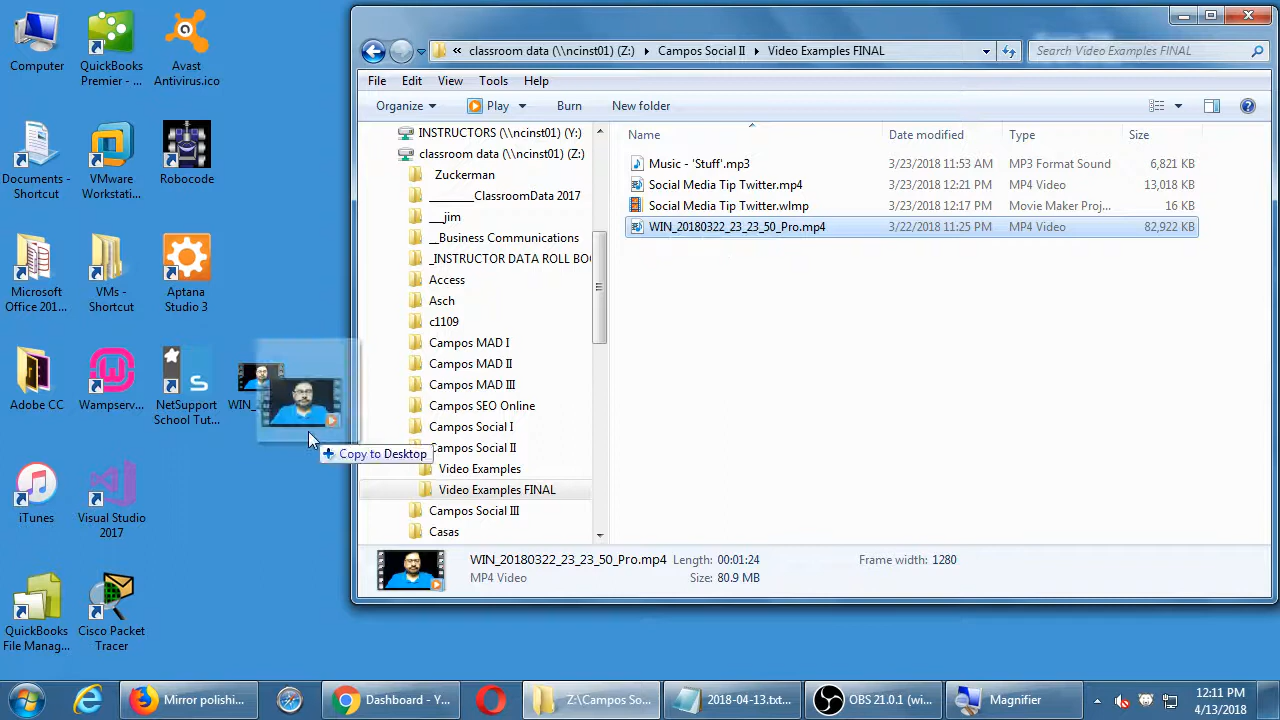 Computer
QuickBooks
Premier - ...
Avast
Antivirus.ico
Documents -
Shortcut
VMware
Workstati...
Robocode
Microsoft
Office 201...
VMs -
Shortcut
Aptana
Studio 3
Adobe CC
Wampserv...
NetSupport
School Tut...
WIN_
iTunes
Visual Studio
2017
QuickBooks
File Manag...
Cisco Packet
Tracer
Copy to Desktop
« classroom data (\\ncinst01) (Z:) Campos Social II Video Examples FINAL
Search Video Examples FINAL
File Edit View Tools Help
Organize Play Burn New folder
INSTRUCTORS (\\ncinst01) (Y:)
classroom data (\\ncinst01) (Z:)
Zuckerman
_______ClassroomData 2017
___jim
__Business Communications
_INSTRUCTOR DATA ROLL BO
Access
Asch
c1109
Campos MAD I
Campos MAD II
Campos MAD III
Campos SEO Online
Campos Social I
Campos Social II
Video Examples
Video Examples FINAL
Campos Social III
Casas
Name Date modified Type Size
Music - 'Stuff'.mp3 3/23/2018 11:53 AM MP3 Format Sound 6,821 KB
Social Media Tip Twitter.mp4 3/23/2018 12:21 PM MP4 Video 13,018 KB
Social Media Tip Twitter.wlmp 3/23/2018 12:17 PM Movie Maker Proj... 16 KB
WIN_20180322_23_23_50_Pro.mp4 3/22/2018 11:25 PM MP4 Video 82,922 KB
WIN_20180322_23_23_50_Pro.mp4 Length: 00:01:24 Frame width: 1280
MP4 Video Size: 80.9 MB
Mirror polishi...
Dashboard - Y...
Z:\Campos So...
2018-04-13.txt...
OBS 21.0.1 (wi...
Magnifier
12:11 PM
4/13/2018